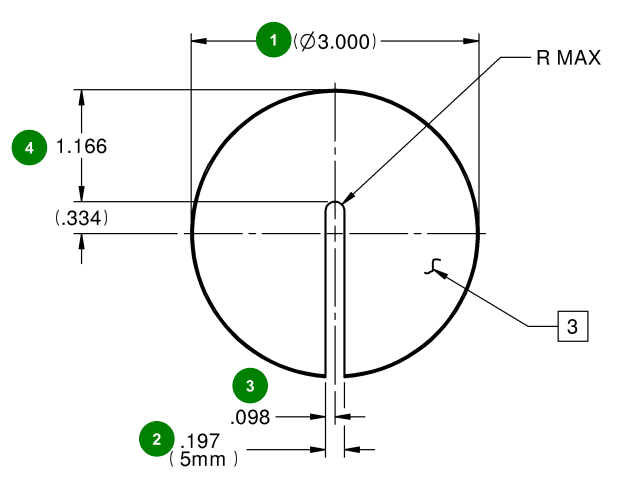 1 (Ø3.000)
R MAX
4 1.166
(.334)
3
3
.098
2 .197
(5mm)